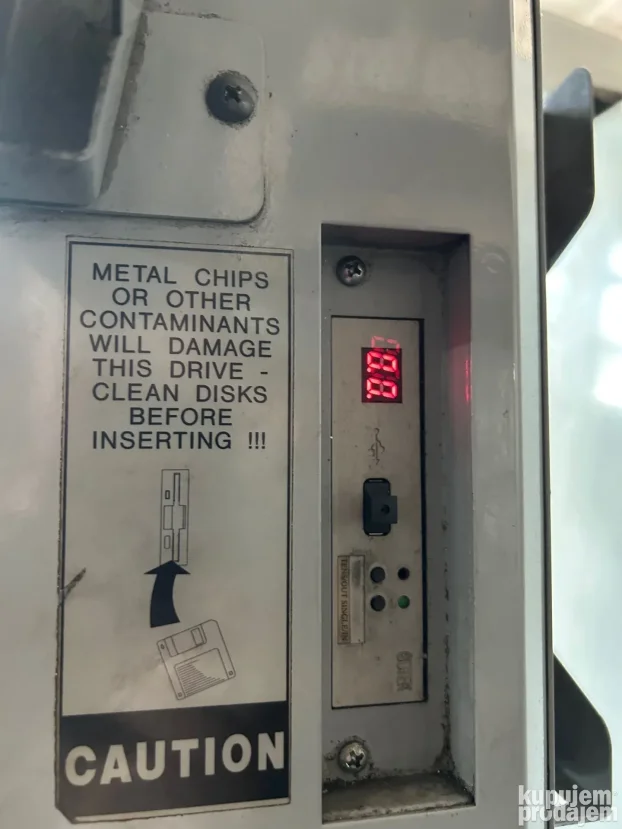 METAL CHIPS
OR OTHER
CONTAMINANTS
WILL DAMAGE
THIS DRIVE -
CLEAN DISKS
BEFORE
INSERTING !!!
CAUTION
kupujem
prodajem